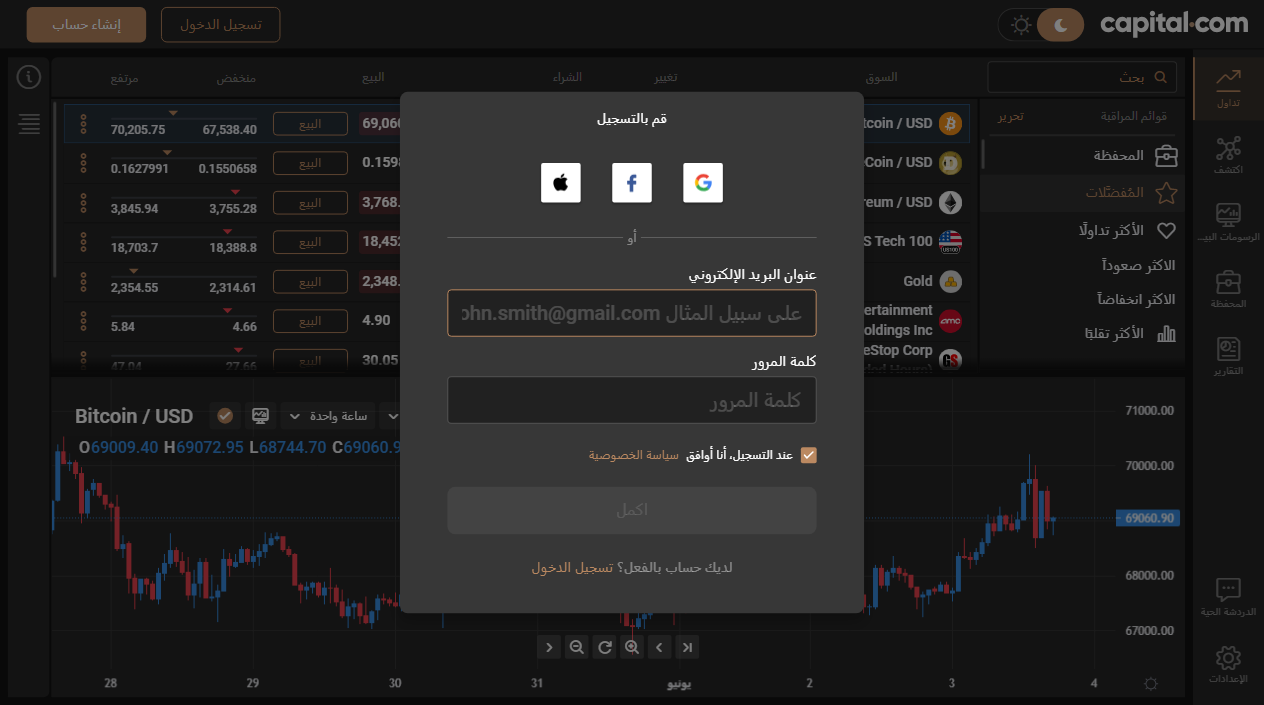 capital.com
تسجيل الدخول
إنشاء حساب
تداول
اكتشف
الرسومات البيـ...
المحفظة
التقارير
الدردشة الحية
الإعدادات
بحث
السوق
تغيير
الشراء
البيع
منخفض
مرتفع
قوائم المراقبة
تحرير
المحفظة
المُفضَّلات
الأكثر تداولًا
الاكثر صعوداً
الاكثر انخفاضاً
الأكثر تقلبًا
tcoin / USD
69,060
البيع
67,538.40
70,205.75
Coin / USD
0.1598
البيع
0.1550658
0.1627991
reum / USD
3,768.
البيع
3,755.28
3,845.94
S Tech 100
18,452
البيع
18,388.8
18,703.7
Gold
2,348.
البيع
2,314.61
2,354.55
ertainment
oldings Inc
4.90
البيع
4.66
5.84
eStop Corp
30.05
البيع
27.66
47.04
قم بالتسجيل
أو
عنوان البريد الإلكتروني
على سبيل المثال ohn.smith@gmail.com
كلمة المرور
كلمة المرور
عند التسجيل، أنا أوافق سياسة الخصوصية
اكمل
لديك حساب بالفعل؟ تسجيل الدخول
Bitcoin / USD
ساعة واحدة
O69009.40 H69072.95 L68744.70 C69060.9
71000.00
70000.00
69060.90
68000.00
67000.00
28
29
30
31
يونيو
2
3
4